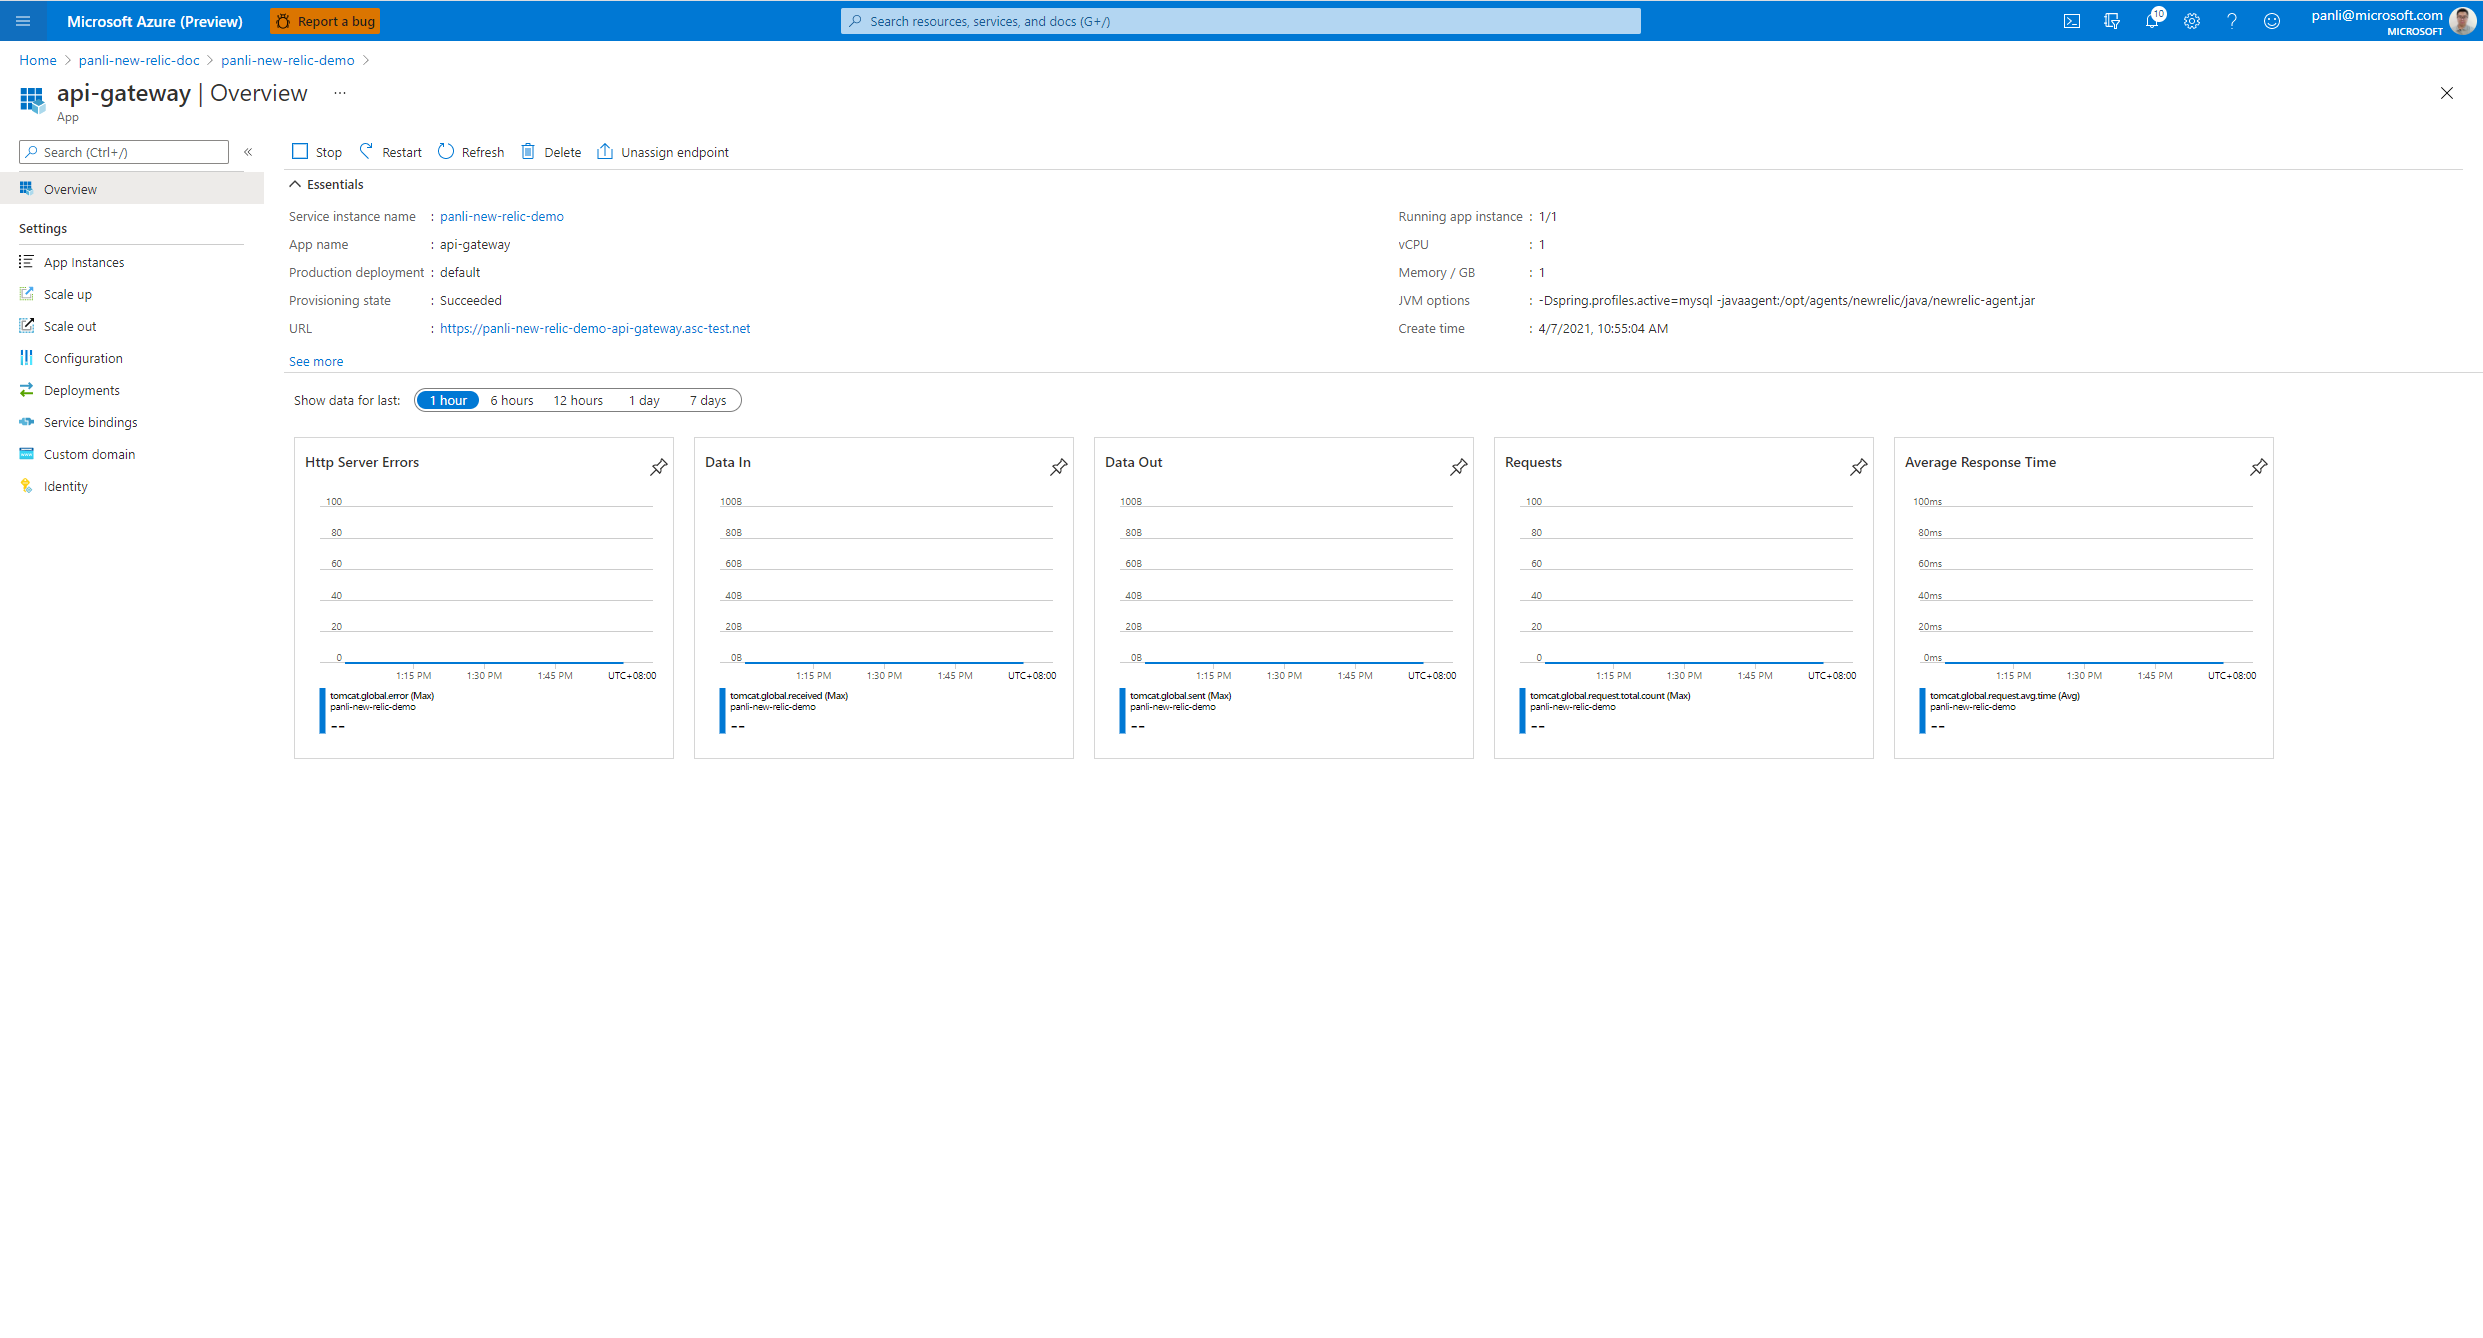 Microsoft Azure (Preview)
Report a bug
Search resources, services, and docs (G+/)
10
panli@microsoft.com
MICROSOFT
Home > panli-new-relic-doc > panli-new-relic-demo >
api-gateway | Overview ...
App
Search (Ctrl+/)
«
Stop
Restart
Refresh
Delete
Unassign endpoint
Overview
Settings
App Instances
Scale up
Scale out
Configuration
Deployments
Service bindings
Custom domain
Identity
Essentials
Service instance name : panli-new-relic-demo
App name : api-gateway
Production deployment : default
Provisioning state : Succeeded
URL : https://panli-new-relic-demo-api-gateway.asc-test.net
See more
Running app instance : 1/1
vCPU : 1
Memory / GB : 1
JVM options : -Dspring.profiles.active=mysql -javaagent:/opt/agents/newrelic/java/newrelic-agent.jar
Create time : 4/7/2021, 10:55:04 AM
Show data for last: 1 hour 6 hours 12 hours 1 day 7 days
Http Server Errors
100
80
60
40
20
0
1:15 PM 1:30 PM 1:45 PM UTC+08:00
tomcat.global.error (Max)
panli-new-relic-demo
--
Data In
100B
80B
60B
40B
20B
0B
1:15 PM 1:30 PM 1:45 PM UTC+08:00
tomcat.global.received (Max)
panli-new-relic-demo
--
Data Out
100B
80B
60B
40B
20B
0B
1:15 PM 1:30 PM 1:45 PM UTC+08:00
tomcat.global.sent (Max)
panli-new-relic-demo
--
Requests
100
80
60
40
20
0
1:15 PM 1:30 PM 1:45 PM UTC+08:00
tomcat.global.request.total.count (Max)
panli-new-relic-demo
--
Average Response Time
100ms
80ms
60ms
40ms
20ms
0ms
1:15 PM 1:30 PM 1:45 PM UTC+08:00
tomcat.global.request.avg.time (Avg)
panli-new-relic-demo
--